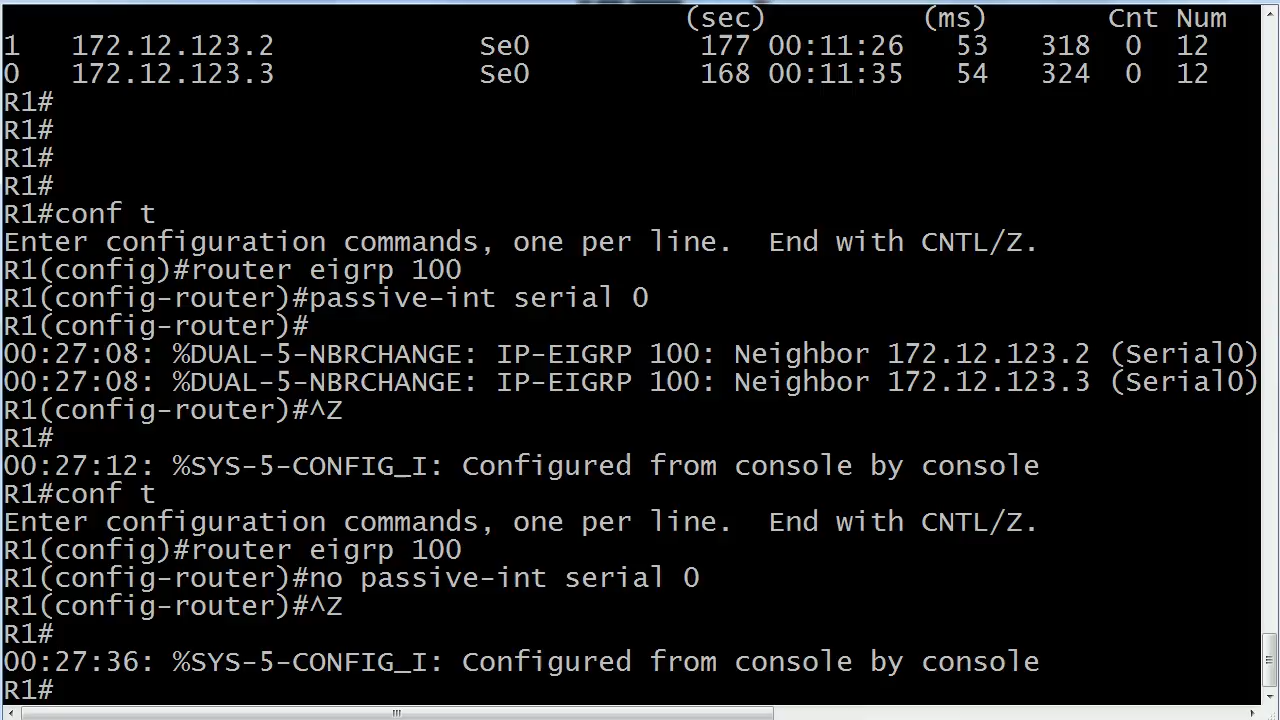 (sec) (ms) Cnt Num
1 172.12.123.2 Se0 177 00:11:26 53 318 0 12
0 172.12.123.3 Se0 168 00:11:35 54 324 0 12
R1#
R1#
R1#
R1#
R1#conf t
Enter configuration commands, one per line.  End with CNTL/Z.
R1(config)#router eigrp 100
R1(config-router)#passive-int serial 0
R1(config-router)#
00:27:08: %DUAL-5-NBRCHANGE: IP-EIGRP 100: Neighbor 172.12.123.2 (Serial0)
00:27:08: %DUAL-5-NBRCHANGE: IP-EIGRP 100: Neighbor 172.12.123.3 (Serial0)
R1(config-router)#^Z
R1#
00:27:12: %SYS-5-CONFIG_I: Configured from console by console
R1#conf t
Enter configuration commands, one per line.  End with CNTL/Z.
R1(config)#router eigrp 100
R1(config-router)#no passive-int serial 0
R1(config-router)#^Z
R1#
00:27:36: %SYS-5-CONFIG_I: Configured from console by console
R1#